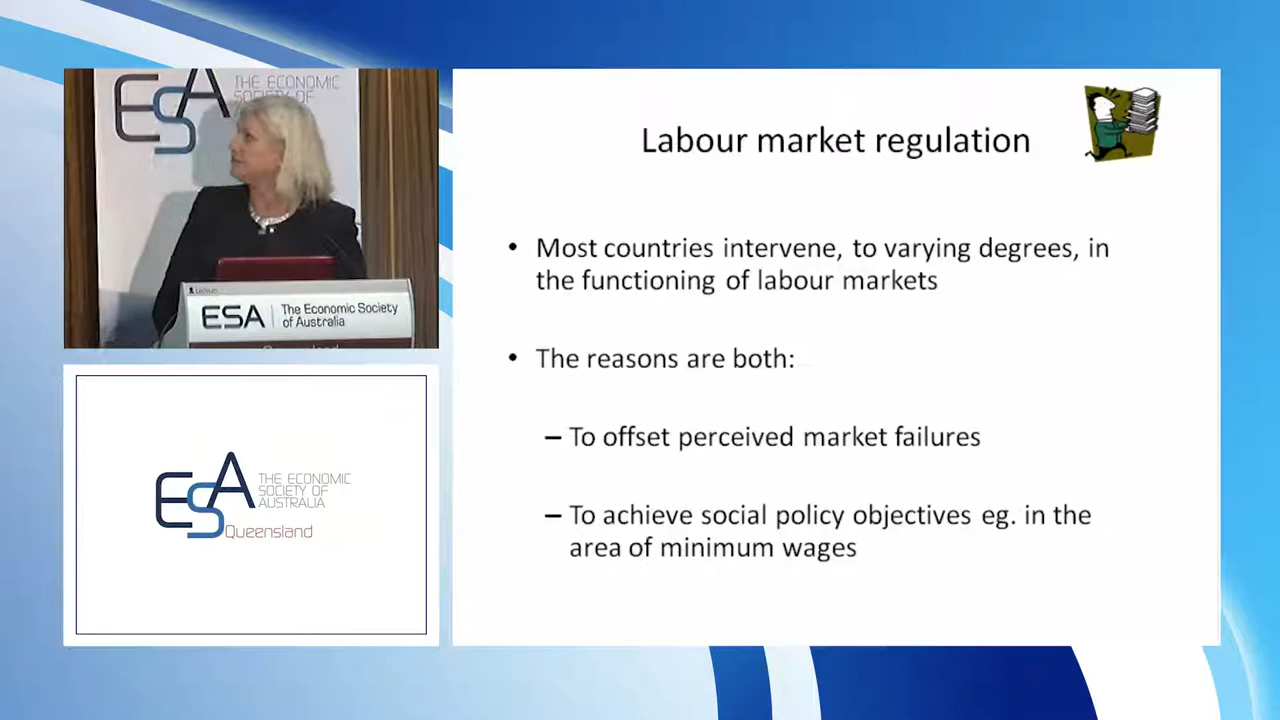 THE ECONOMIC
SOCIETY OF
ESA
Lectrum
ESA
The Economic Society
of Australia
Queensland
ESA
THE ECONOMIC
SOCIETY OF
AUSTRALIA
Queensland
Labour market regulation
• Most countries intervene, to varying degrees, in
the functioning of labour markets
• The reasons are both:
– To offset perceived market failures
– To achieve social policy objectives eg. in the
area of minimum wages